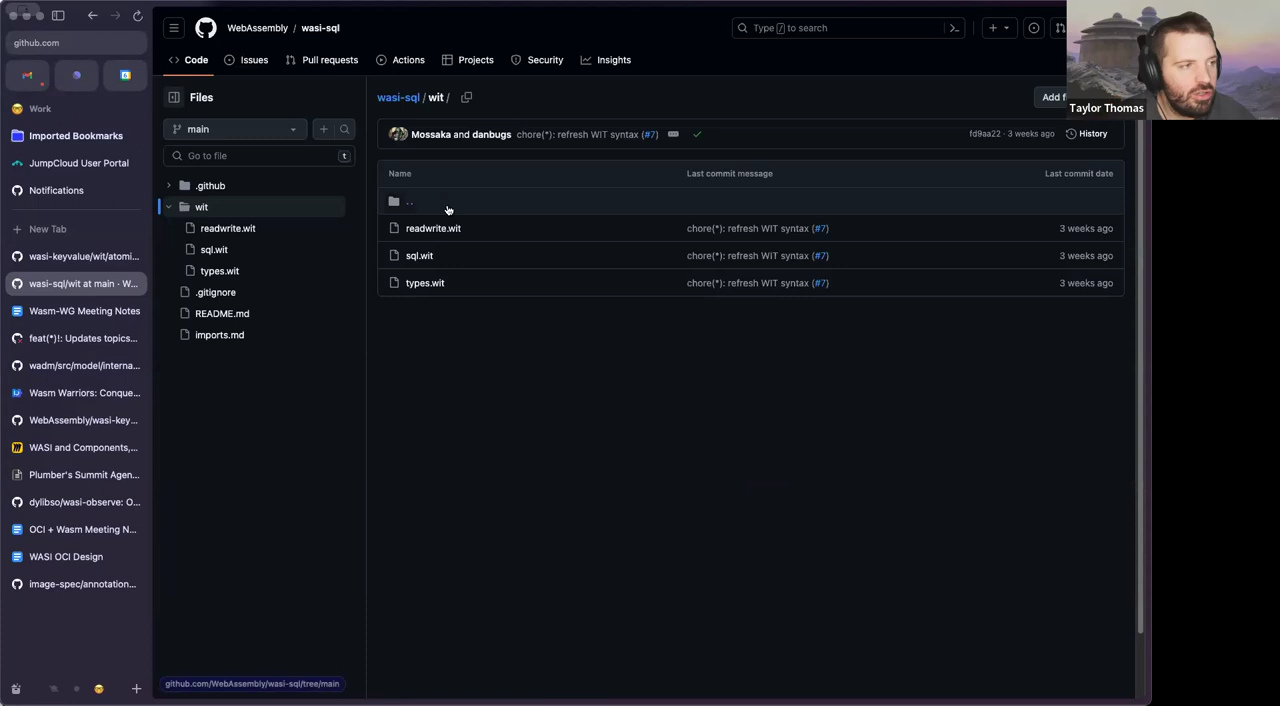 github.com
Work
Imported Bookmarks
JumpCloud User Portal
Notifications
New Tab
wasi-keyvalue/wit/atomi...
wasi-sql/wit at main · W...
Wasm-WG Meeting Notes
feat(*)!: Updates topics...
wadm/src/model/interna...
Wasm Warriors: Conque...
WebAssembly/wasi-key...
WASI and Components,...
Plumber's Summit Agen...
dylibso/wasi-observe: O...
OCI + Wasm Meeting N...
WASI OCI Design
image-spec/annotation...
WebAssembly / wasi-sql
Type / to search
Code
Issues
Pull requests
Actions
Projects
Security
Insights
Files
main
Go to file
t
.github
wit
readwrite.wit
sql.wit
types.wit
.gitignore
README.md
imports.md
wasi-sql / wit /
Add f
Mossaka and danbugs chore(*): refresh WIT syntax (#7)
fd9aa22 · 3 weeks ago
History
Name Last commit message Last commit date
..
readwrite.wit chore(*): refresh WIT syntax (#7) 3 weeks ago
sql.wit chore(*): refresh WIT syntax (#7) 3 weeks ago
types.wit chore(*): refresh WIT syntax (#7) 3 weeks ago
github.com/WebAssembly/wasi-sql/tree/main
Taylor Thomas